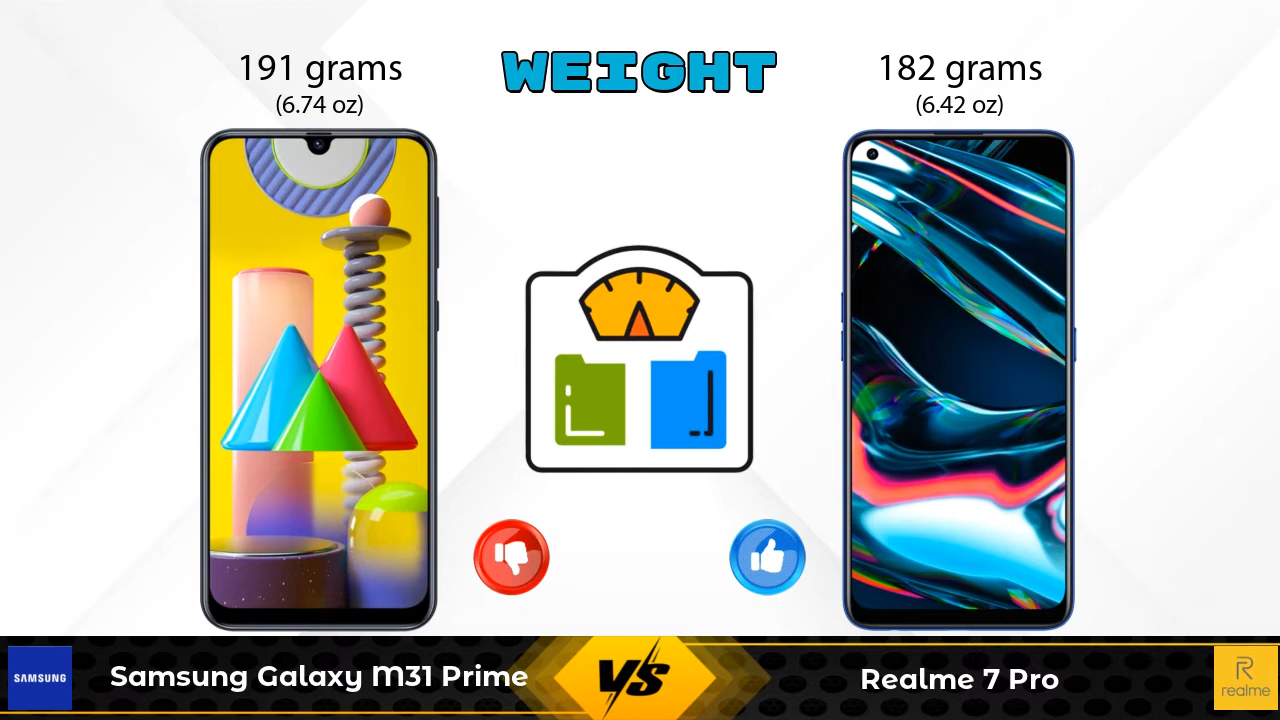 191 grams
(6.74 oz)
WEIGHT
182 grams
(6.42 oz)
SAMSUNG
Samsung Galaxy M31 Prime
VS
Realme 7 Pro
R
realme